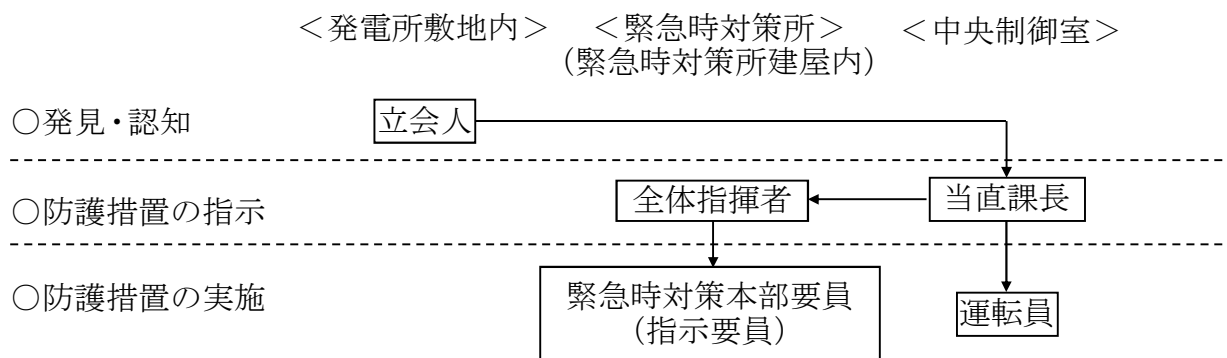 ＜発電所敷地内＞ ＜緊急時対策所＞ ＜中央制御室＞
（緊急時対策所建屋内）
○発見・認知 立会人
○防護措置の指示 全体指揮者 当直課長
○防護措置の実施 緊急時対策本部要員 運転員
（指示要員）